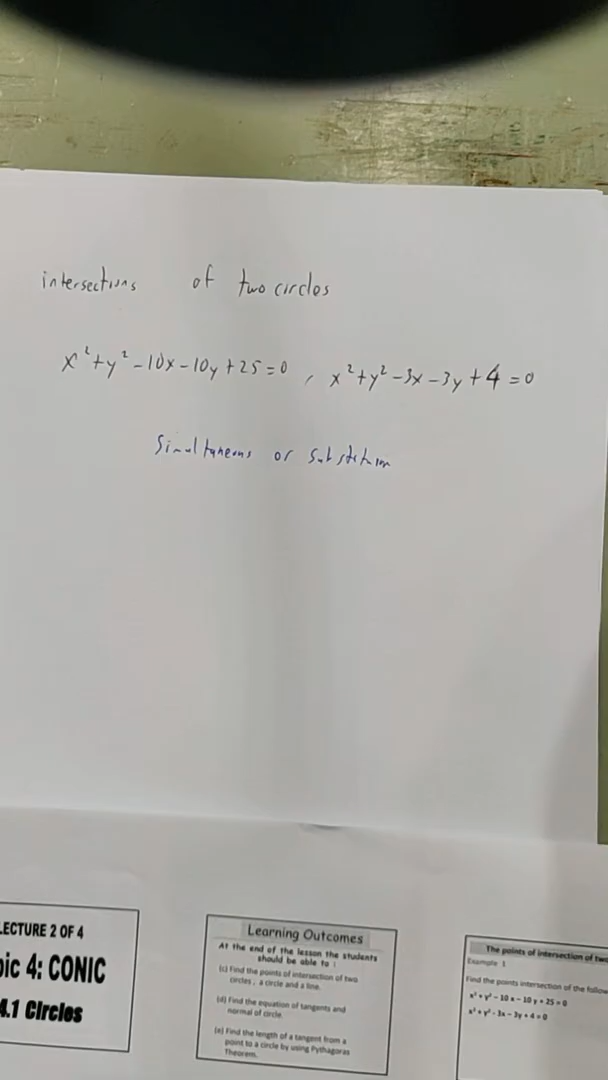 intersections of two circles
x² + y² - 10x - 10y + 25 = 0 , x² + y² - 3x - 3y + 4 = 0
Simultaneous or substitution
LECTURE 2 OF 4
pic 4: CONIC
4.1 Circles
Learning Outcomes
At the end of the lesson the students
should be able to :
(c) Find the points of intersection of two
circles , a circle and a line.
(d) Find the equation of tangents and
normal of circle.
(e) Find the length of a tangent from a
point to a circle by using Pythagoras
Theorem.
The points of intersection of two
Example 1
Find the points intersection of the follow
x² + y² - 10 x - 10 y + 25 = 0
x² + y² - 3x - 3y + 4 = 0